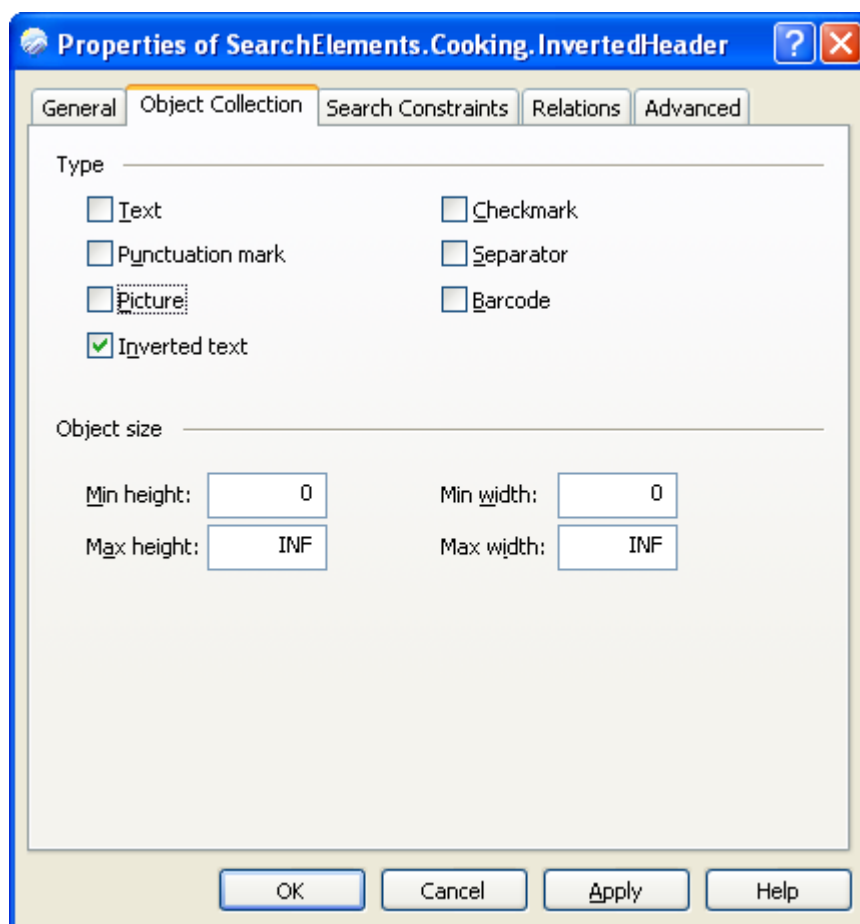 Properties of SearchElements.Cooking.InvertedHeader ?
General Object Collection Search Constraints Relations Advanced
Type
Text Checkmark
Punctuation mark Separator
Picture Barcode
Inverted text
Object size
Min height: 0 Min width: 0
Max height: INF Max width: INF
OK Cancel Apply Help